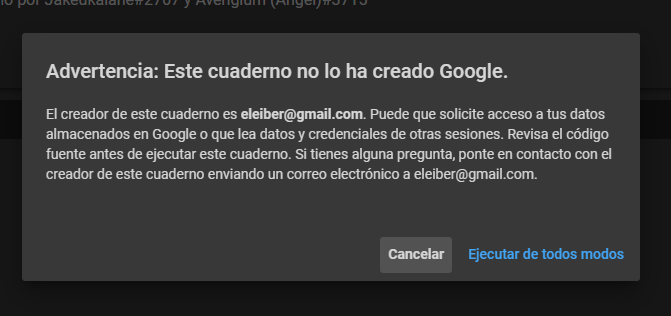 por Jakeukalane#2767 y Avengium (Ángel)#3715
Advertencia: Este cuaderno no lo ha creado Google.
El creador de este cuaderno es eleiber@gmail.com. Puede que solicite acceso a tus datos
almacenados en Google o que lea datos y credenciales de otras sesiones. Revisa el código
fuente antes de ejecutar este cuaderno. Si tienes alguna pregunta, ponte en contacto con el
creador de este cuaderno enviando un correo electrónico a eleiber@gmail.com.
Cancelar
Ejecutar de todos modos